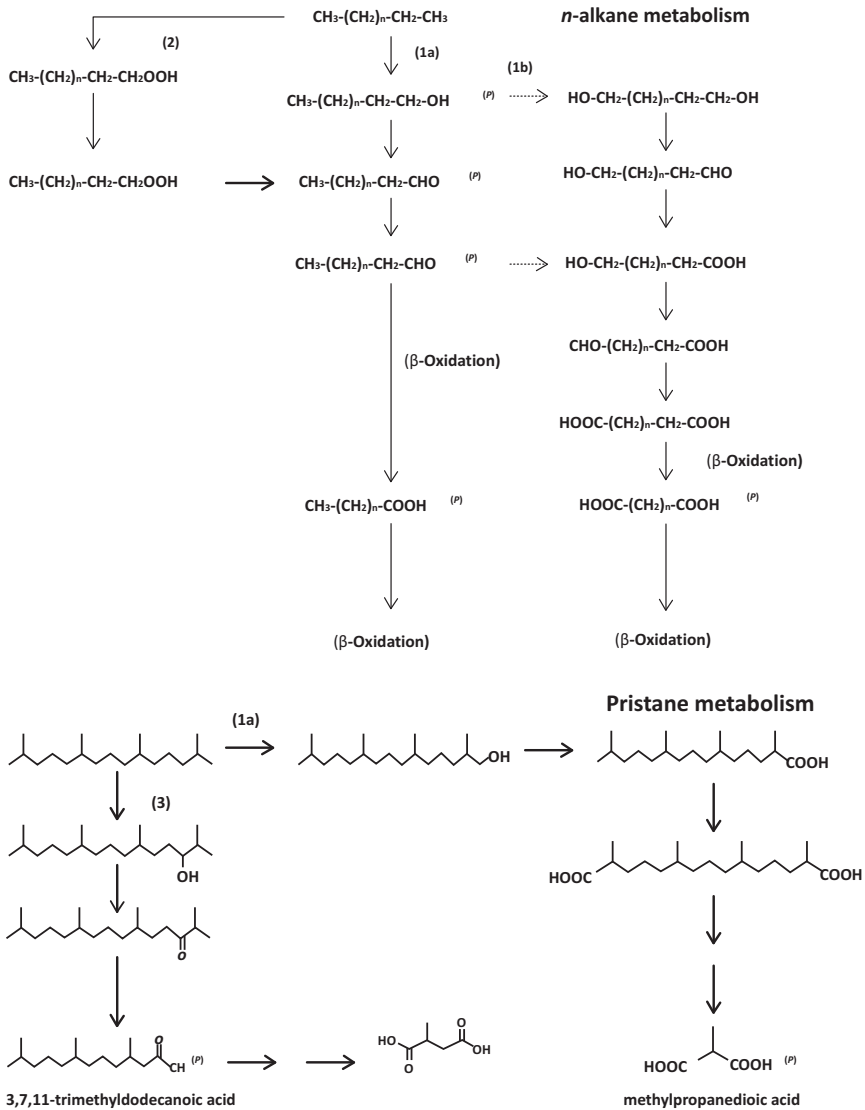 CH₃-(CH₂)ₙ-CH₂-CH₃
n-alkane metabolism
(2)
(1a)
CH₃-(CH₂)ₙ-CH₂-CH₂OOH
(1b)
CH₃-(CH₂)ₙ-CH₂-CH₂-OH (P)
HO-CH₂-(CH₂)ₙ-CH₂-CH₂-OH
CH₃-(CH₂)ₙ-CH₂-CH₂OOH
CH₃-(CH₂)ₙ-CH₂-CHO (P)
HO-CH₂-(CH₂)ₙ-CH₂-CHO
CH₃-(CH₂)ₙ-CH₂-CHO (P)
HO-CH₂-(CH₂)ₙ-CH₂-COOH
(β-Oxidation)
CHO-(CH₂)ₙ-CH₂-COOH
HOOC-(CH₂)ₙ-CH₂-COOH
(β-Oxidation)
CH₃-(CH₂)ₙ-COOH (P)
HOOC-(CH₂)ₙ-COOH (P)
(β-Oxidation)
(β-Oxidation)
Pristane metabolism
(1a)
OH
COOH
(3)
OH
HOOC
COOH
O
O
CH (P)
HO
O
O
OH
HOOC
COOH (P)
3,7,11-trimethyldodecanoic acid
methylpropanedioic acid